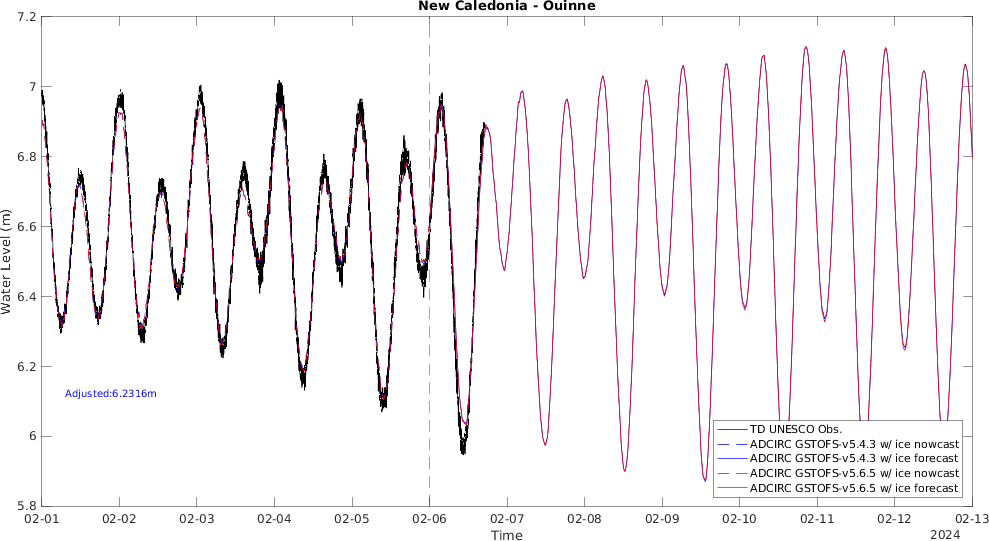 New Caledonia - Ouinne
7.2
7
6.8
6.6
6.4
6.2
6
5.8
Water Level (m)
Adjusted:6.2316m
TD UNESCO Obs.
ADCIRC GSTOFS-v5.4.3 w/ ice nowcast
ADCIRC GSTOFS-v5.4.3 w/ ice forecast
ADCIRC GSTOFS-v5.6.5 w/ ice nowcast
ADCIRC GSTOFS-v5.6.5 w/ ice forecast
02-01 02-02 02-03 02-04 02-05 02-06 02-07 02-08 02-09 02-10 02-11 02-12 02-13
Time
2024